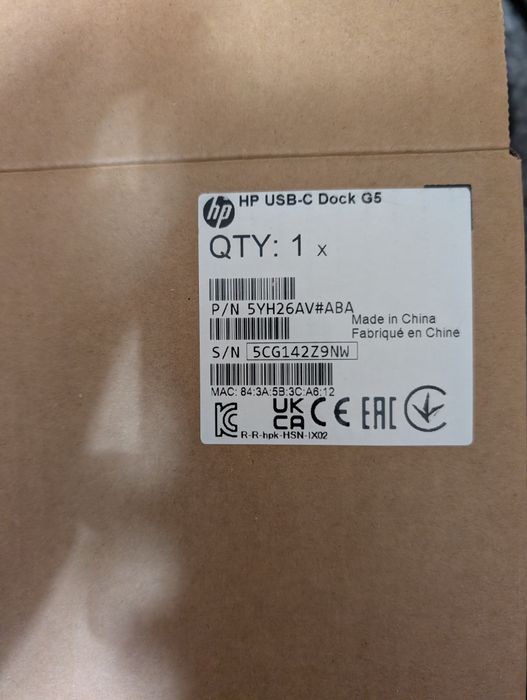 hp HP USB-C Dock G5
QTY: 1 x
P/N 5YH26AV#ABA
Made in China
Fabriqué en Chine
S/N 5CG142Z9NW
MAC: 84:3A:5B:3C:A6:12
UK CA CE EAC
R-R-hpk-HSN-IX02